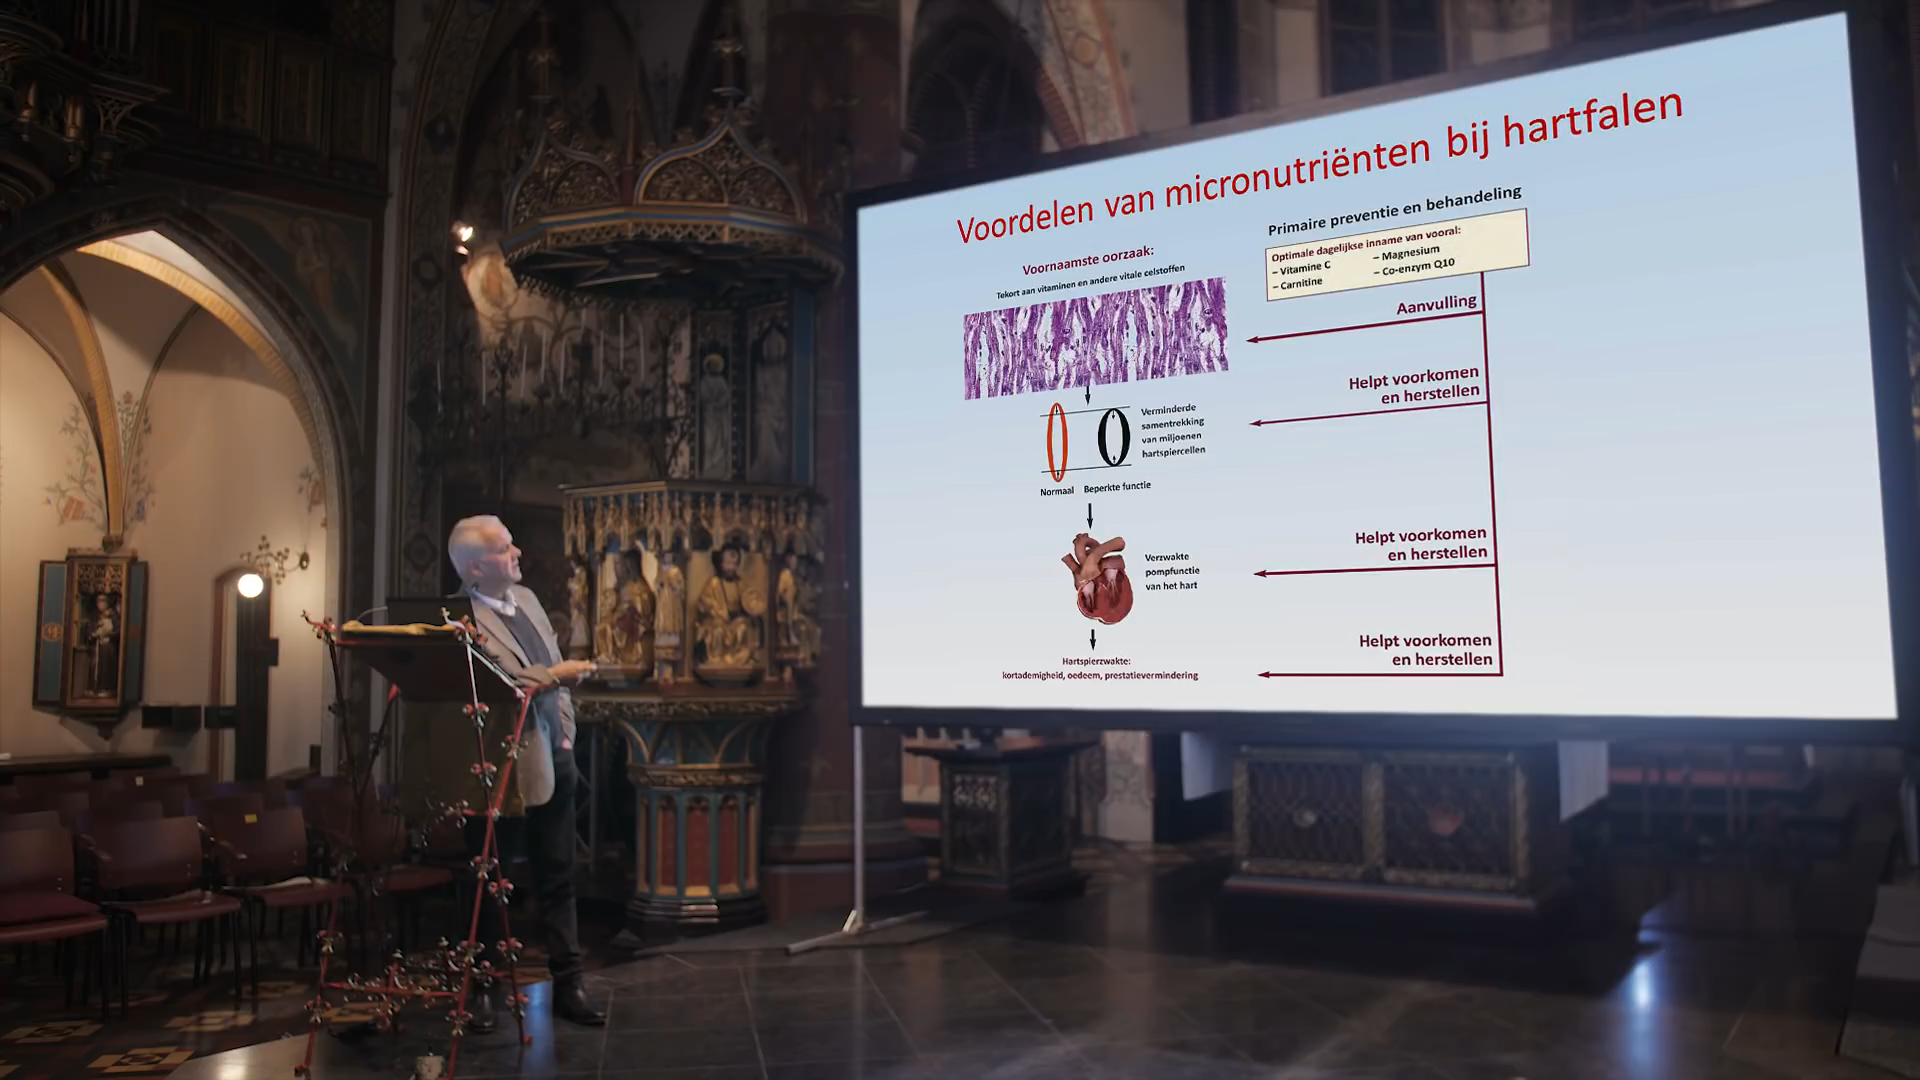 Voordelen van micronutriënten bij hartfalen
Voornaamste oorzaak:
Tekort aan vitaminen en andere vitale celstoffen
Verminderde
samentrekking
van miljoenen
hartspiercellen
Normaal
Beperkte functie
Verzwakte
pompfunctie
van het hart
Hartspierzwakte:
kortademigheid, oedeem, prestatievermindering
Primaire preventie en behandeling
Optimale dagelijkse inname van vooral:
– Vitamine C
– Magnesium
– Carnitine
– Co-enzym Q10
Aanvulling
Helpt voorkomen
en herstellen
Helpt voorkomen
en herstellen
Helpt voorkomen
en herstellen